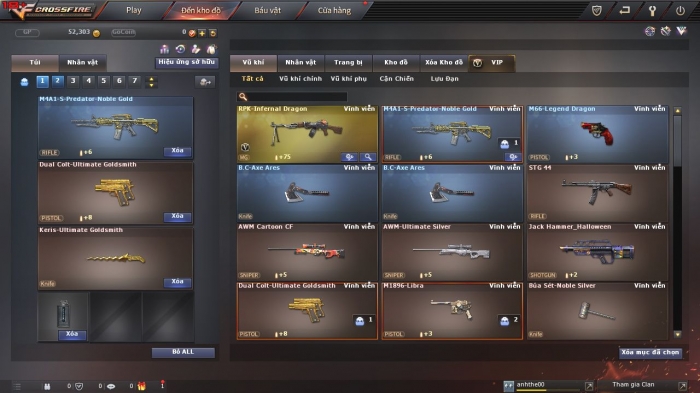 CROSSFIRE Play Đến kho đồ Báu vật Cửa hàng
GP 52,303 GoCoin 0
Túi Nhân vật Hiệu ứng sở hữu
1 2 3 4 5 6 7
M4A1-S-Predator-Noble Gold
RIFLE +6 Xóa
Dual Colt-Ultimate Goldsmith
PISTOL +8 Xóa
Keris-Ultimate Goldsmith
Knife Xóa
Xóa
Bỏ ALL
Vũ khí Nhân vật Trang bị Kho đồ Xóa Kho đồ VIP
Tất cả Vũ khí chính Vũ khí phụ Cận Chiến Lựu Đạn
RPK-Infernal Dragon Vĩnh viễn
MG +75
M4A1-S-Predator-Noble Gold Vĩnh viễn
RIFLE +6 1
M66-Legend Dragon Vĩnh viễn
PISTOL +3
B.C-Axe Ares Vĩnh viễn
Knife
B.C-Axe Ares Vĩnh viễn
Knife
STG 44 Vĩnh viễn
RIFLE
AWM Cartoon CF Vĩnh viễn
SNIPER +5
AWM-Ultimate Silver Vĩnh viễn
SNIPER +5
Jack Hammer_Halloween Vĩnh viễn
SHOTGUN +2
Dual Colt-Ultimate Goldsmith Vĩnh viễn
PISTOL +8 1
M1896-Libra Vĩnh viễn
PISTOL +3 2
Búa Sét-Noble Silver Vĩnh viễn
Knife
Xóa mục đã chọn
0 0 0 1
anhthe00 Tham gia Clan